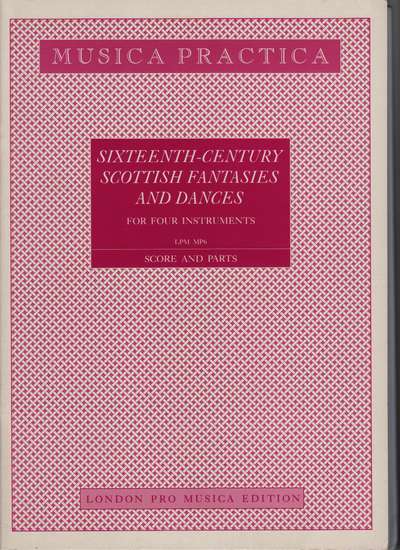 MUSICA PRACTICA
SIXTEENTH-CENTURY
SCOTTISH FANTASIES
AND DANCES
FOR FOUR INSTRUMENTS
LPM MP6
SCORE AND PARTS
LONDON PRO MUSICA EDITION